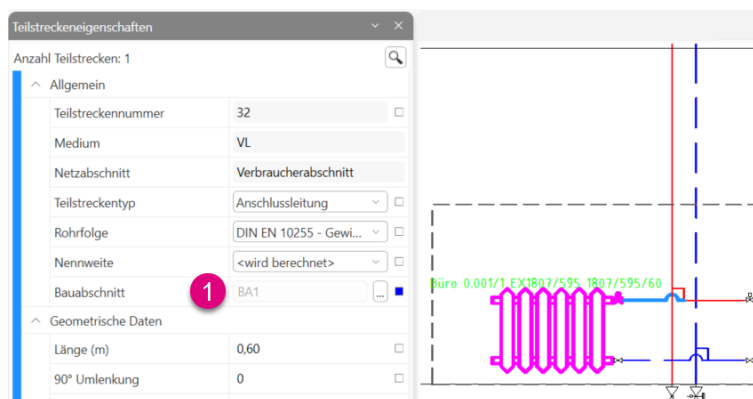 Teilstreckeneigenschaften
Anzahl Teilstrecken: 1
Allgemein
Teilstreckennummer 32
Medium VL
Netzabschnitt Verbraucherabschnitt
Teilstreckentyp Anschlussleitung
Rohrfolge DIN EN 10255 - Gewi...
Nennweite <wird berechnet>
Bauabschnitt 1 BA1 ...
Geometrische Daten
Länge (m) 0,60
90° Umlenkung 0
Büro 0.001/1 EX1807/595 1807/595/60